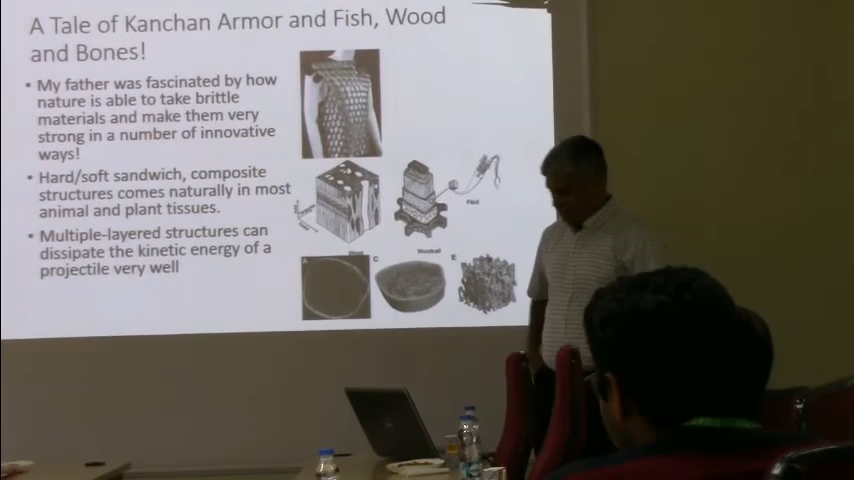 A Tale of Kanchan Armor and Fish, Wood
and Bones!
• My father was fascinated by how
nature is able to take brittle
materials and make them very
strong in a number of innovative
ways!
• Hard/soft sandwich, composite
structures comes naturally in most
animal and plant tissues.
• Multiple-layered structures can
dissipate the kinetic energy of a
projectile very well
Fibril
A
C
E